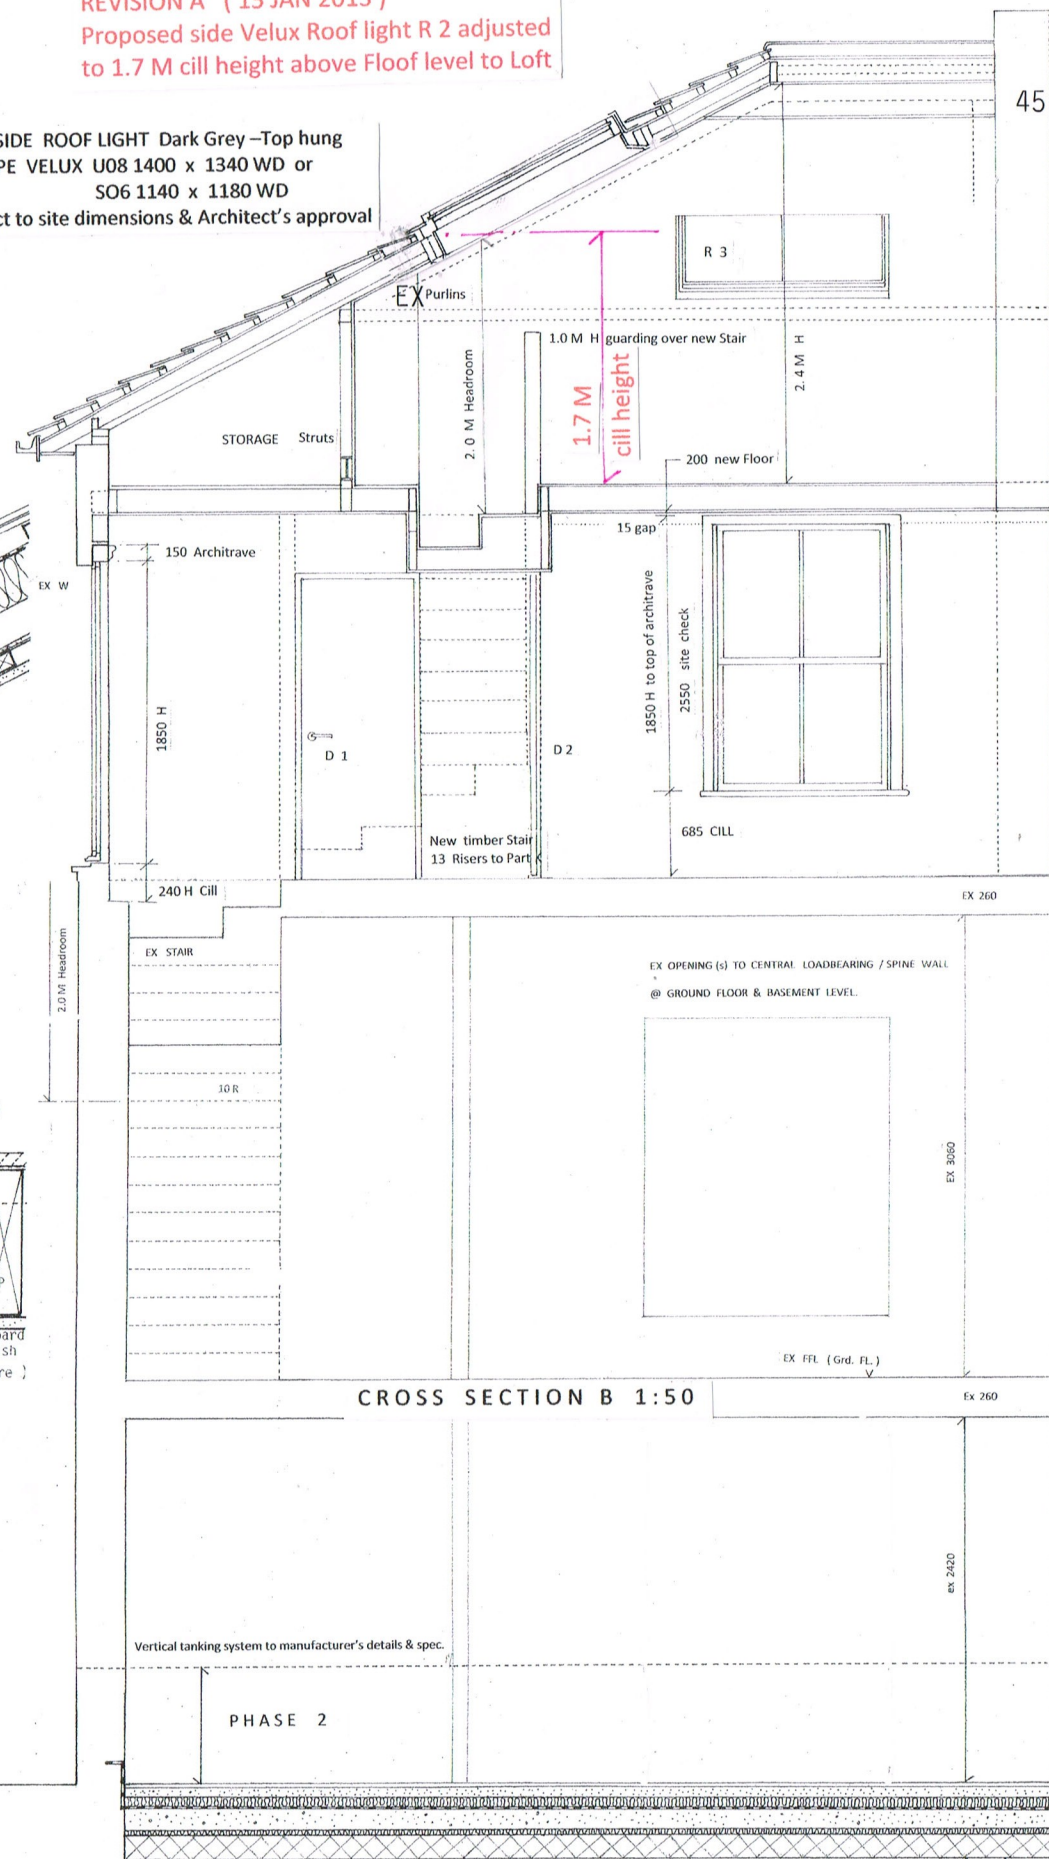 REVISION A ( 13 JAN 2015 )
Proposed side Velux Roof light R 2 adjusted
to 1.7 M cill height above Floof level to Loft
SIDE ROOF LIGHT Dark Grey –Top hung
PE VELUX U08 1400 x 1340 WD or
SO6 1140 x 1180 WD
ct to site dimensions & Architect's approval
45
R 3
EX Purlins
1.0 M H guarding over new Stair
2.4 M H
2.0 M Headroom
1.7 M
cill height
STORAGE Struts
200 new Floor
15 gap
150 Architrave
EX W
1850 H to top of architrave
2550 site check
1850 H
D 1
D 2
685 CILL
New timber Stair
13 Risers to Part K
240 H Cill
EX 260
2.0 M Headroom
EX STAIR
EX OPENING (s) TO CENTRAL LOADBEARING / SPINE WALL
@ GROUND FLOOR & BASEMENT LEVEL.
10 R
EX 3060
oard
sh
re )
EX FFL ( Grd. FL. )
CROSS SECTION B 1:50
Ex 260
ex 2420
Vertical tanking system to manufacturer's details & spec.
PHASE 2